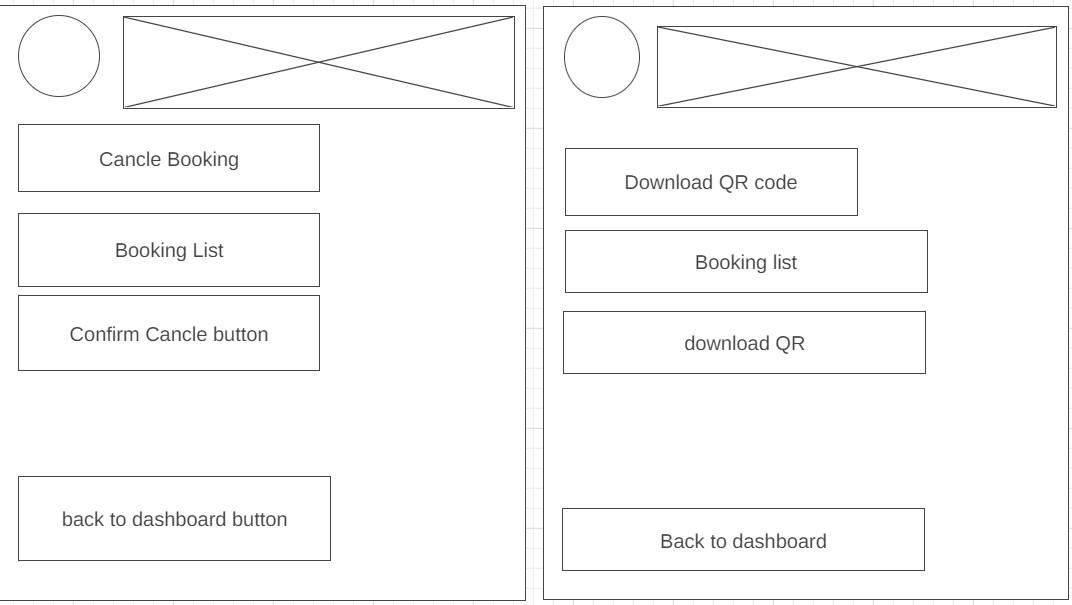 Cancle Booking
Booking List
Confirm Cancle button
back to dashboard button
Download QR code
Booking list
download QR
Back to dashboard